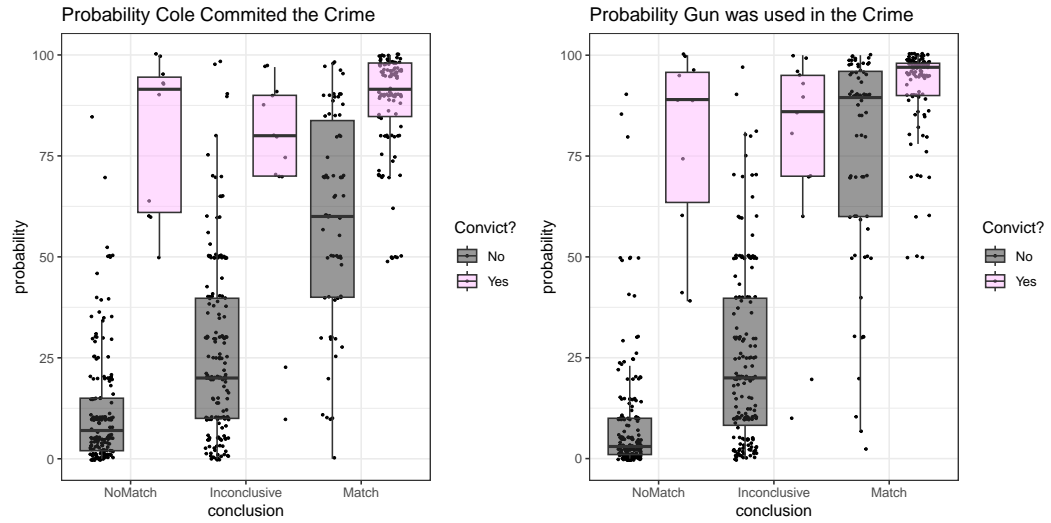 Probability Cole Commited the Crime
probability
100
75
50
25
0
NoMatch
Inconclusive
Match
conclusion
Convict?
No
Yes
Probability Gun was used in the Crime
probability
100
75
50
25
0
NoMatch
Inconclusive
Match
conclusion
Convict?
No
Yes